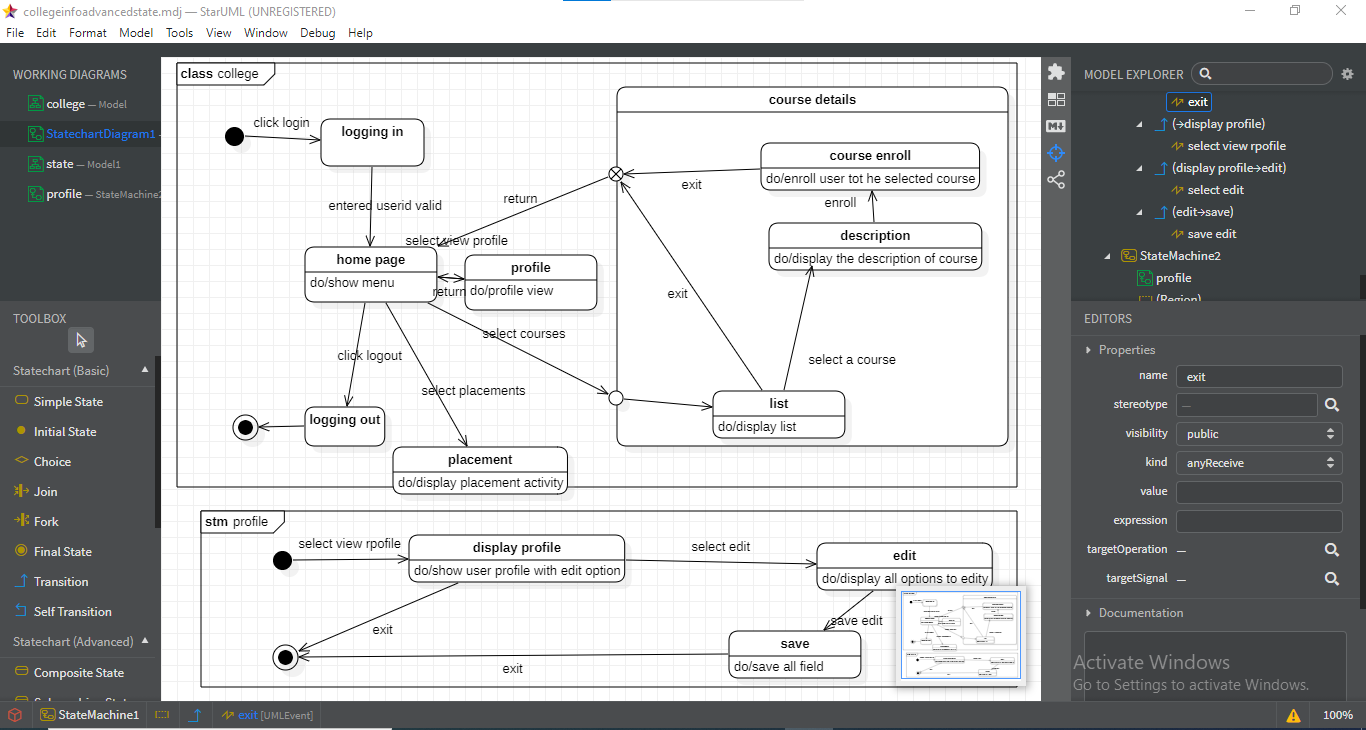 collegeinfoadvancedstate.mdj — StarUML (UNREGISTERED)
File Edit Format Model Tools View Window Debug Help
WORKING DIAGRAMS
college — Model
StatechartDiagram1 -
state — Model1
profile — StateMachine2
TOOLBOX
Statechart (Basic)
Simple State
Initial State
Choice
Join
Fork
Final State
Transition
Self Transition
Statechart (Advanced)
Composite State
class college
click login
logging in
entered userid valid
return
select view profile
home page
do/show menu
profile
do/profile view
return
select courses
click logout
select placements
logging out
placement
do/display placement activity
course details
course enroll
do/enroll user tot he selected course
exit
enroll
description
do/display the description of course
exit
select a course
list
do/display list
stm profile
select view rpofile
display profile
do/show user profile with edit option
select edit
edit
do/display all options to edity
exit
save edit
save
do/save all field
exit
M
MODEL EXPLORER
exit
(→display profile)
select view rpofile
(display profile→edit)
select edit
(edit→save)
save edit
StateMachine2
profile
(Region)
EDITORS
Properties
name exit
stereotype —
visibility public
kind anyReceive
value
expression
targetOperation —
targetSignal —
Documentation
Activate Windows
Go to Settings to activate Windows.
StateMachine1 exit [UMLEvent] 100%